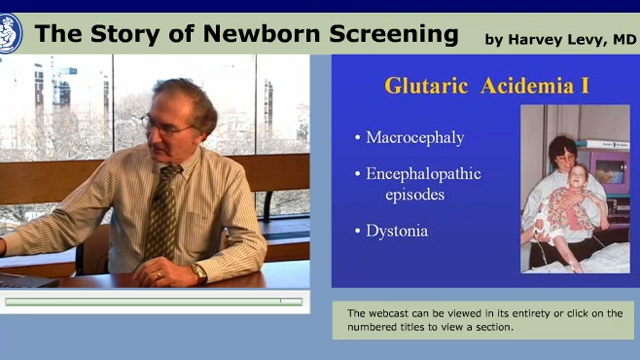 The Story of Newborn Screening
by Harvey Levy, MD
Glutaric Acidemia I
• Macrocephaly
• Encephalopathic
episodes
• Dystonia
The webcast can be viewed in its entirety or click on the
numbered titles to view a section.